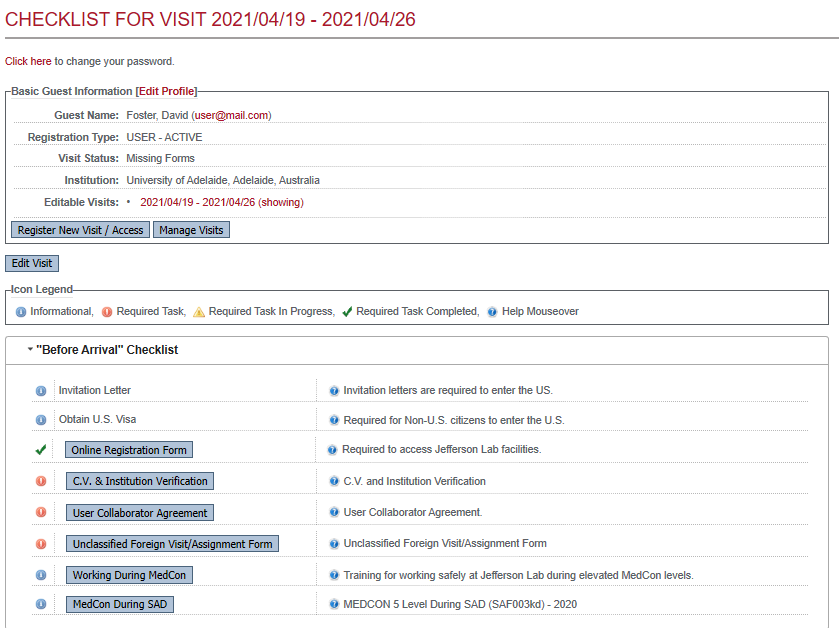 CHECKLIST FOR VISIT 2021/04/19 - 2021/04/26
Click here to change your password.
Basic Guest Information [Edit Profile]
Guest Name: Foster, David (user@mail.com)
Registration Type: USER - ACTIVE
Visit Status: Missing Forms
Institution: University of Adelaide, Adelaide, Australia
Editable Visits: • 2021/04/19 - 2021/04/26 (showing)
Register New Visit / Access Manage Visits
Edit Visit
Icon Legend
Informational, Required Task, Required Task In Progress, Required Task Completed, Help Mouseover
"Before Arrival" Checklist
Invitation Letter Invitation letters are required to enter the US.
Obtain U.S. Visa Required for Non-U.S. citizens to enter the U.S.
Online Registration Form Required to access Jefferson Lab facilities.
C.V. & Institution Verification C.V. and Institution Verification
User Collaborator Agreement User Collaborator Agreement.
Unclassified Foreign Visit/Assignment Form Unclassified Foreign Visit/Assignment Form
Working During MedCon Training for working safely at Jefferson Lab during elevated MedCon levels.
MedCon During SAD MEDCON 5 Level During SAD (SAF003kd) - 2020